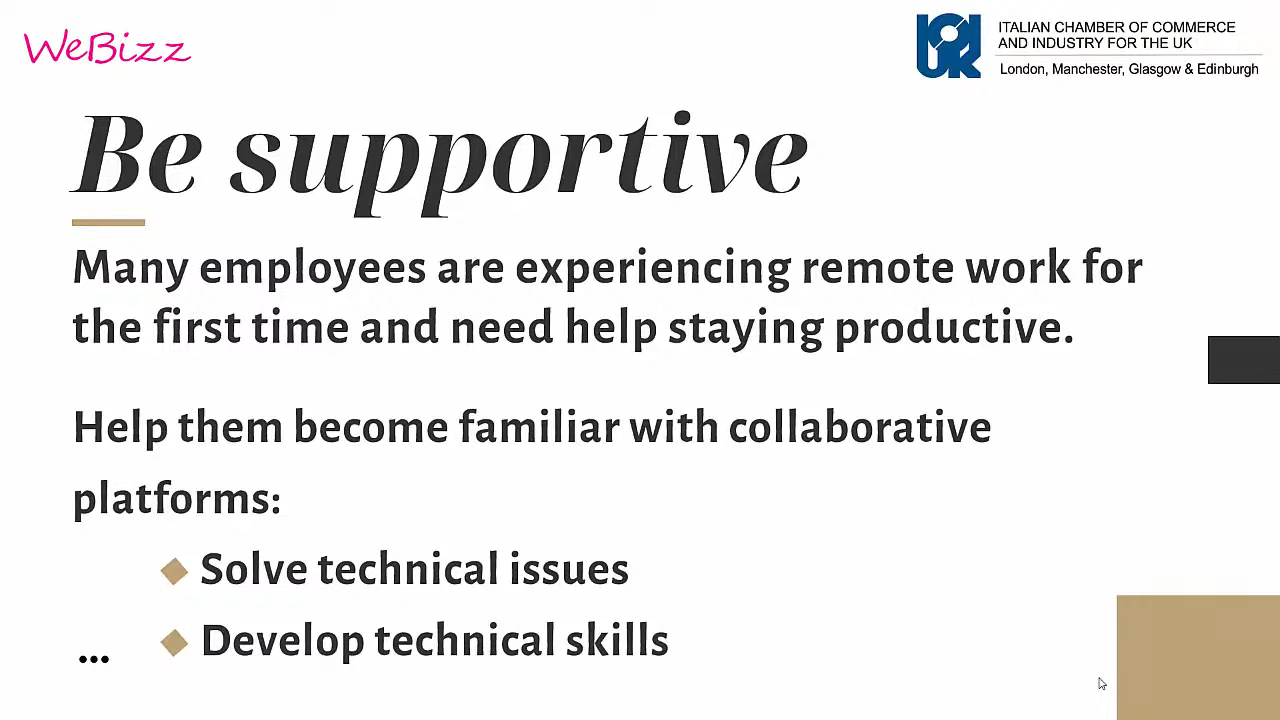 WeBizz
ITALIAN CHAMBER OF COMMERCE
AND INDUSTRY FOR THE UK
London, Manchester, Glasgow & Edinburgh
Be supportive
Many employees are experiencing remote work for
the first time and need help staying productive.
Help them become familiar with collaborative
platforms:
Solve technical issues
Develop technical skills
...